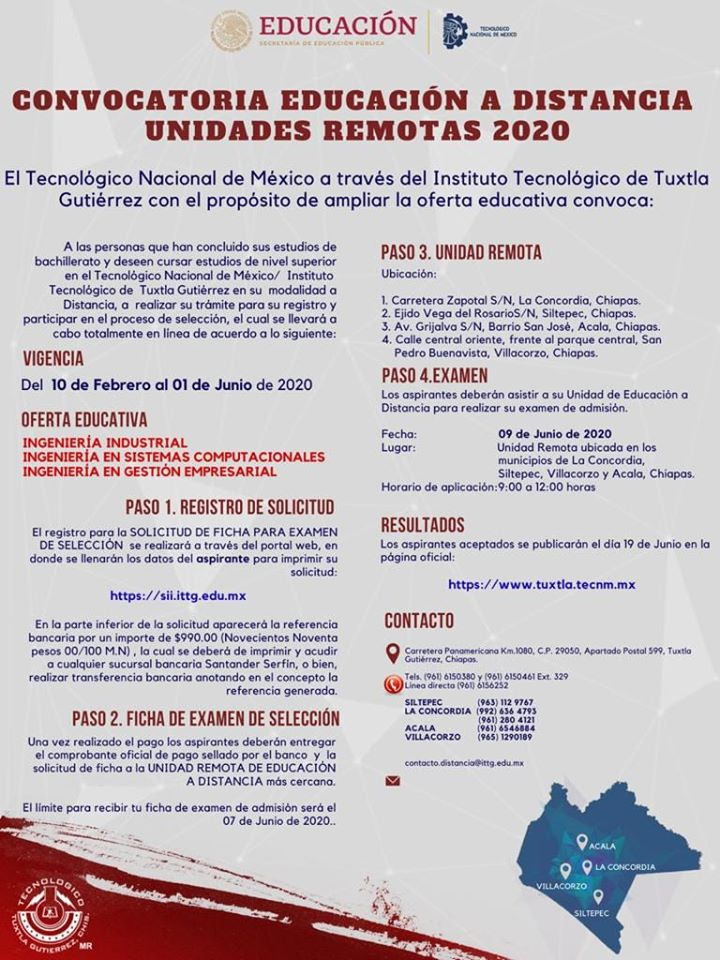 EDUCACIÓN
SECRETARÍA DE EDUCACIÓN PÚBLICA
TECNOLÓGICO
NACIONAL DE MÉXICO
CONVOCATORIA EDUCACIÓN A DISTANCIA
UNIDADES REMOTAS 2020
El Tecnológico Nacional de México a través del Instituto Tecnológico de Tuxtla
Gutiérrez con el propósito de ampliar la oferta educativa convoca:
A las personas que han concluido sus estudios de
bachillerato y deseen cursar estudios de nivel superior
en el Tecnológico Nacional de México/ Instituto
Tecnológico de Tuxtla Gutiérrez en su modalidad a
Distancia, a realizar su trámite para su registro y
participar en el proceso de selección, el cual se llevará a
cabo totalmente en línea de acuerdo a lo siguiente:
VIGENCIA
Del 10 de Febrero al 01 de Junio de 2020
OFERTA EDUCATIVA
INGENIERÍA INDUSTRIAL
INGENIERÍA EN SISTEMAS COMPUTACIONALES
INGENIERÍA EN GESTIÓN EMPRESARIAL
PASO 1. REGISTRO DE SOLICITUD
El registro para la SOLICITUD DE FICHA PARA EXAMEN
DE SELECCIÓN se realizará a través del portal web, en
donde se llenarán los datos del aspirante para imprimir su
solicitud:
https://sii.ittg.edu.mx
En la parte inferior de la solicitud aparecerá la referencia
bancaria por un importe de $990.00 (Novecientos Noventa
pesos 00/100 M.N) , la cual se deberá de imprimir y acudir
a cualquier sucursal bancaria Santander Serfín, o bien,
realizar transferencia bancaria anotando en el concepto la
referencia generada.
PASO 2. FICHA DE EXAMEN DE SELECCIÓN
Una vez realizado el pago los aspirantes deberán entregar
el comprobante oficial de pago sellado por el banco y la
solicitud de ficha a la UNIDAD REMOTA DE EDUCACIÓN
A DISTANCIA más cercana.
El límite para recibir tu ficha de examen de admisión será el
07 de Junio de 2020..
PASO 3. UNIDAD REMOTA
Ubicación:
1. Carretera Zapotal S/N, La Concordia, Chiapas.
2. Ejido Vega del RosarioS/N, Siltepec, Chiapas.
3. Av. Grijalva S/N, Barrio San José, Acala, Chiapas.
4. Calle central oriente, frente al parque central, San
Pedro Buenavista, Villacorzo, Chiapas.
PASO 4.EXAMEN
Los aspirantes deberán asistir a su Unidad de Educación a
Distancia para realizar su examen de admisión.
Fecha: 09 de Junio de 2020
Lugar: Unidad Remota ubicada en los
municipios de La Concordia,
Siltepec, Villacorzo y Acala, Chiapas.
Horario de aplicación:9:00 a 12:00 horas
RESULTADOS
Los aspirantes aceptados se publicarán el día 19 de Junio en la
página oficial:
https://www.tuxtla.tecnm.mx
CONTACTO
Carretera Panamericana Km.1080, C.P. 29050, Apartado Postal 599, Tuxtla
Gutiérrez, Chiapas.
Tels. (961) 6150380 y (961) 6150461 Ext. 329
Línea directa (961) 6156252
SILTEPEC (963) 112 9767
LA CONCORDIA (992) 636 4793
(961) 280 4121
ACALA (961) 6546884
VILLACORZO (965) 1290189
contacto.distancia@ittg.edu.mx
ACALA
LA CONCORDIA
VILLACORZO
SILTEPEC
TECNOLOGICO
TUXTLA GUTIERREZ, CHIS.
MR